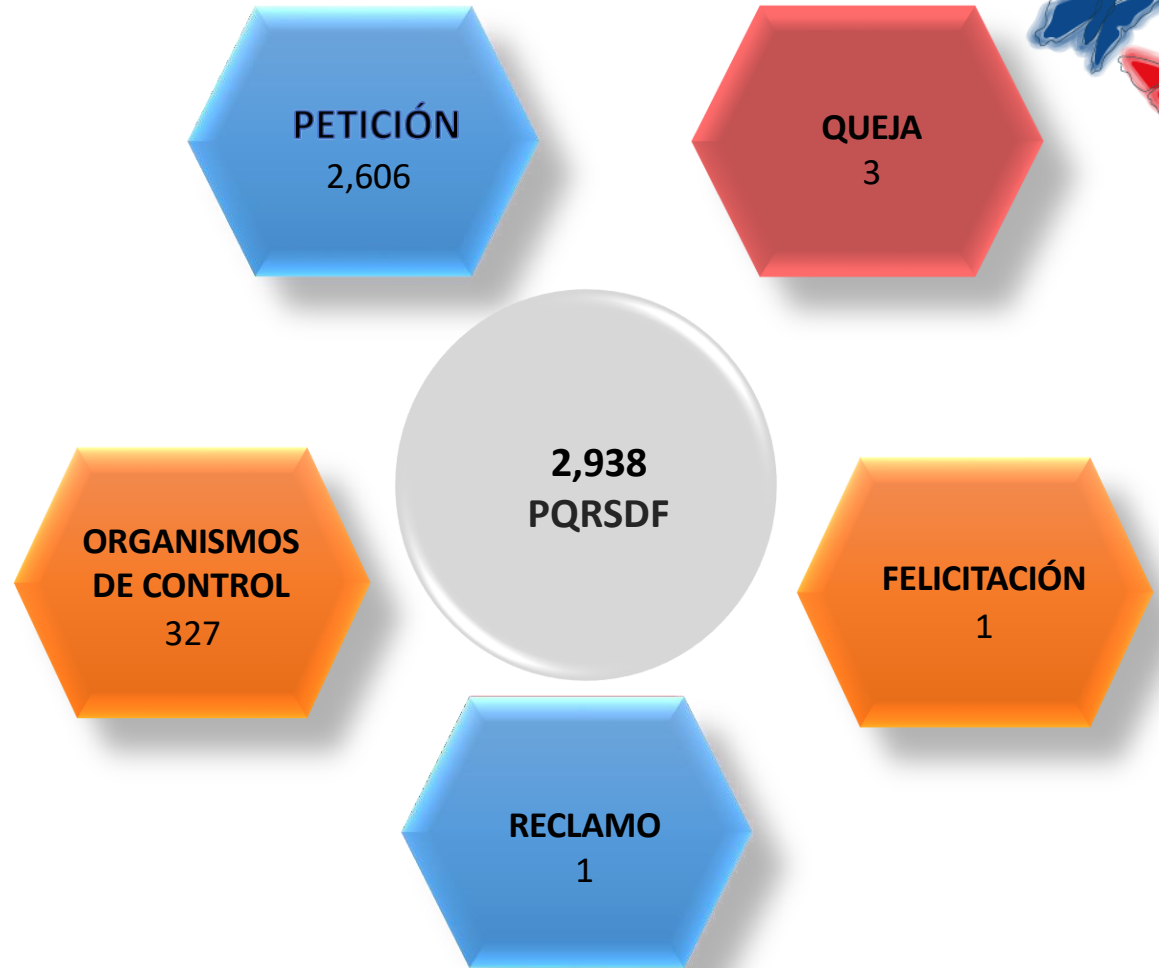 PETICIÓN
2,606
QUEJA
3
2,938
PQRSDF
ORGANISMOS
DE CONTROL
327
FELICITACIÓN
1
RECLAMO
1